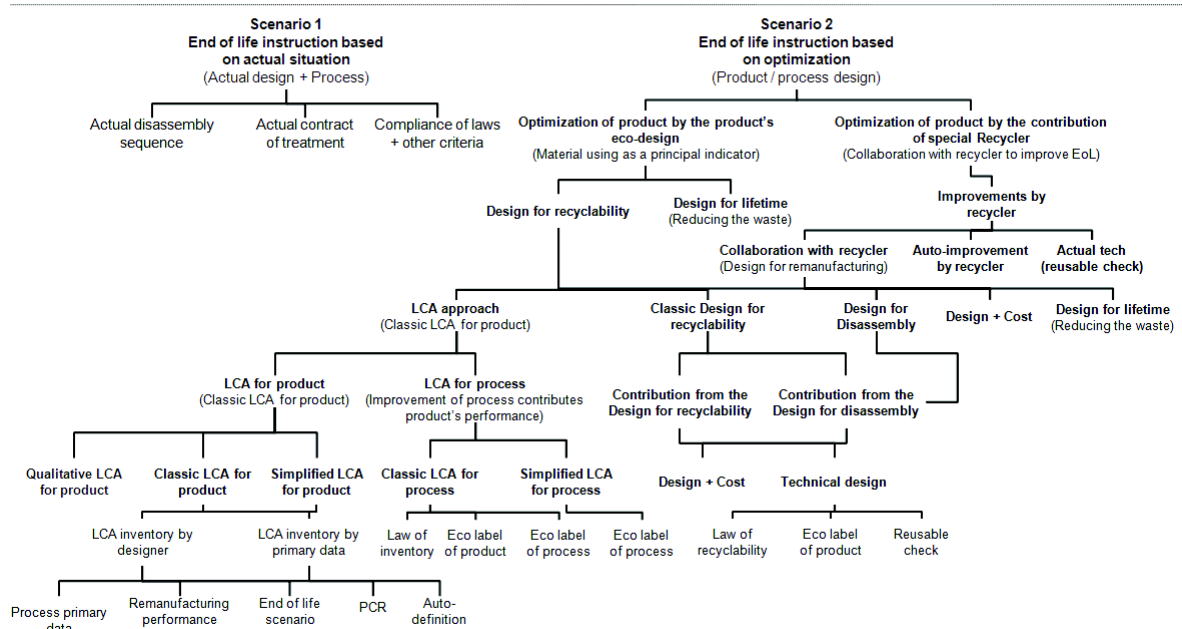 Scenario 1
End of life instruction based
on actual situation
(Actual design + Process)
Scenario 2
End of life instruction based
on optimization
(Product / process design)
Actual disassembly
sequence
Actual contract
of treatment
Compliance of laws
+ other criteria
Optimization of product by the product's
eco-design
(Material using as a principal indicator)
Optimization of product by the contribution
of special Recycler
(Collaboration with recycler to improve EoL)
Design for recyclability
Design for lifetime
(Reducing the waste)
Improvements by
recycler
Collaboration with recycler
(Design for remanufacturing)
Auto-improvement
by recycler
Actual tech
(reusable check)
LCA approach
(Classic LCA for product)
Classic Design for
recyclability
Design for
Disassembly
Design + Cost
Design for lifetime
(Reducing the waste)
LCA for product
(Classic LCA for product)
LCA for process
(Improvement of process contributes
product's performance)
Contribution from the
Design for recyclability
Contribution from the
Design for disassembly
Qualitative LCA
for product
Classic LCA for
product
Simplified LCA
for product
Classic LCA for
process
Simplified LCA
for process
Design + Cost
Technical design
LCA inventory by
designer
LCA inventory by
primary data
Law of
inventory
Eco label
of product
Eco label
of process
Eco label
of process
Law of
recyclability
Eco label
of product
Reusable
check
Process primary
data
Remanufacturing
performance
End of life
scenario
PCR
Auto-
definition